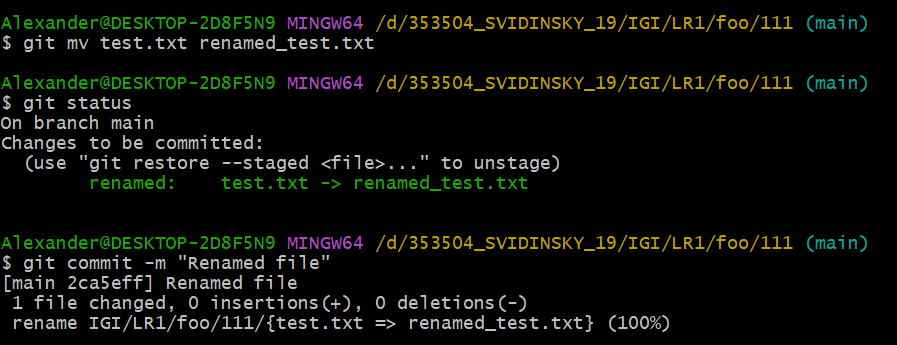 Alexander@DESKTOP-2D8F5N9 MINGW64 /d/353504_SVIDINSKY_19/IGI/LR1/foo/111 (main)
$ git mv test.txt renamed_test.txt
Alexander@DESKTOP-2D8F5N9 MINGW64 /d/353504_SVIDINSKY_19/IGI/LR1/foo/111 (main)
$ git status
On branch main
Changes to be committed:
  (use "git restore --staged <file>..." to unstage)
        renamed:    test.txt -> renamed_test.txt
Alexander@DESKTOP-2D8F5N9 MINGW64 /d/353504_SVIDINSKY_19/IGI/LR1/foo/111 (main)
$ git commit -m "Renamed file"
[main 2ca5eff] Renamed file
 1 file changed, 0 insertions(+), 0 deletions(-)
 rename IGI/LR1/foo/111/{test.txt => renamed_test.txt} (100%)